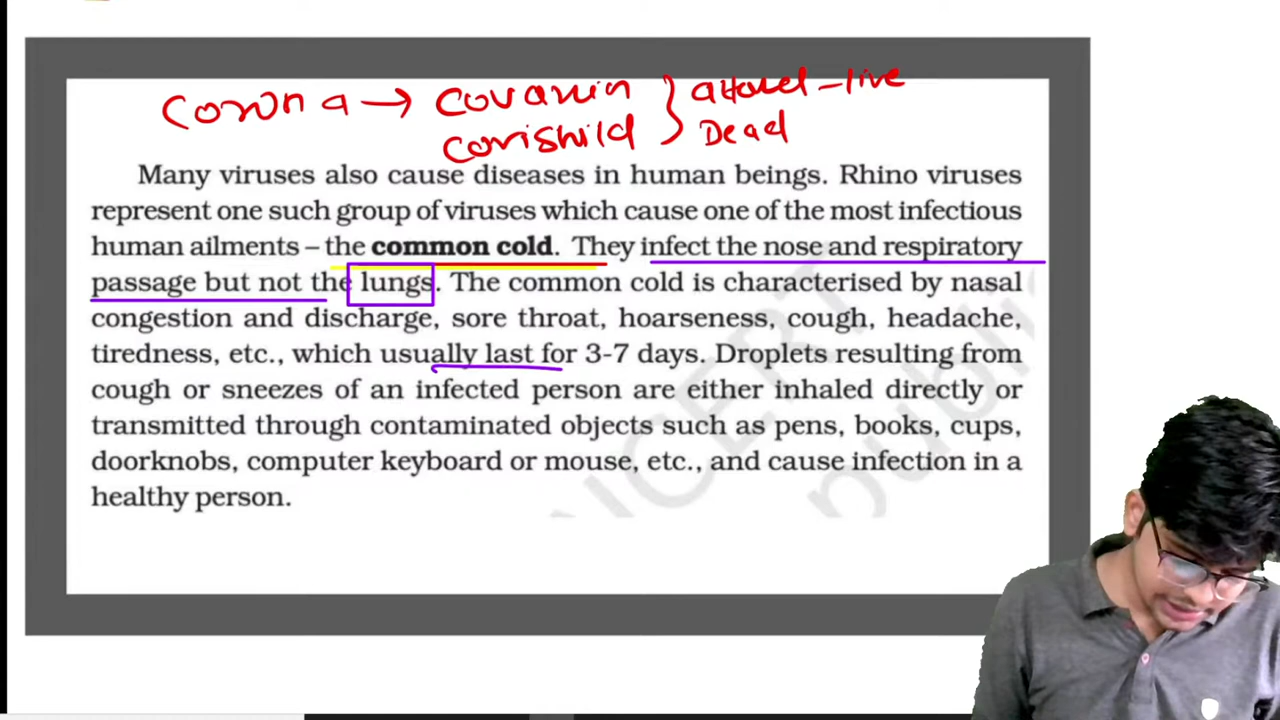 Corona → Covaxin } attend - live
Covishild } Dead
Many viruses also cause diseases in human beings. Rhino viruses
represent one such group of viruses which cause one of the most infectious
human ailments – the common cold. They infect the nose and respiratory
passage but not the lungs. The common cold is characterised by nasal
congestion and discharge, sore throat, hoarseness, cough, headache,
tiredness, etc., which usually last for 3-7 days. Droplets resulting from
cough or sneezes of an infected person are either inhaled directly or
transmitted through contaminated objects such as pens, books, cups,
doorknobs, computer keyboard or mouse, etc., and cause infection in a
healthy person.